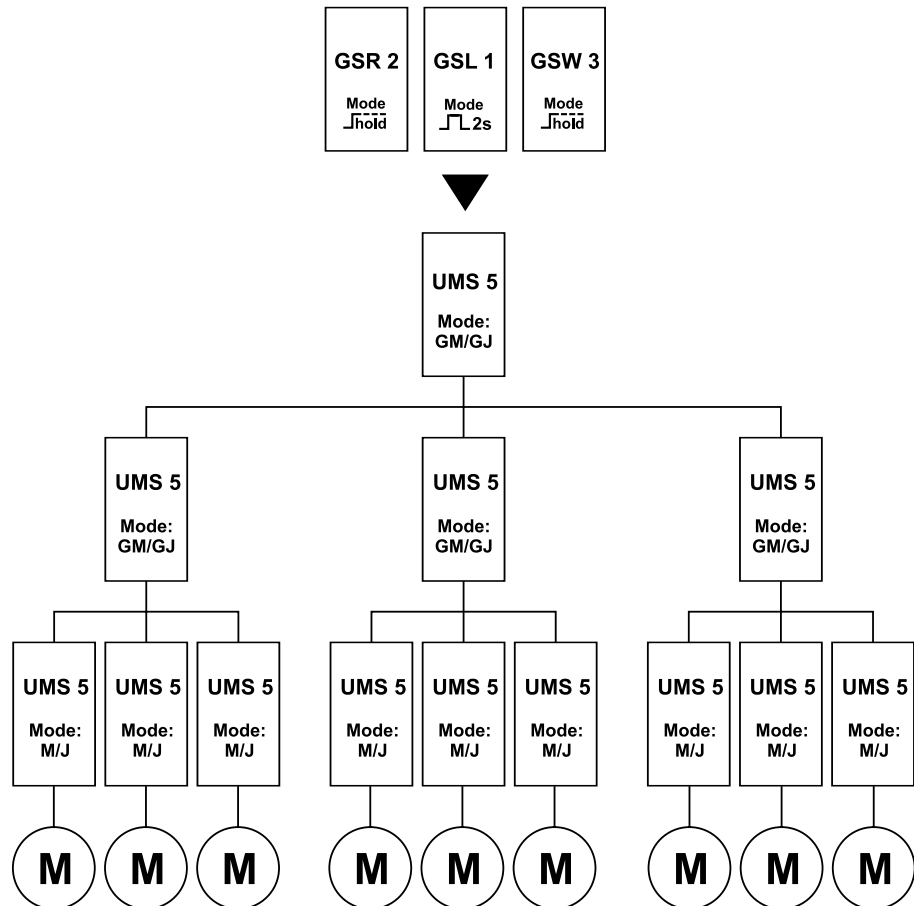 GSR 2
Mode
hold
GSL 1
Mode
2s
GSW 3
Mode
hold
UMS 5
Mode:
GM/GJ
UMS 5
Mode:
GM/GJ
UMS 5
Mode:
GM/GJ
UMS 5
Mode:
GM/GJ
UMS 5
Mode:
M/J
UMS 5
Mode:
M/J
UMS 5
Mode:
M/J
UMS 5
Mode:
M/J
UMS 5
Mode:
M/J
UMS 5
Mode:
M/J
UMS 5
Mode:
M/J
UMS 5
Mode:
M/J
UMS 5
Mode:
M/J
M
M
M
M
M
M
M
M
M